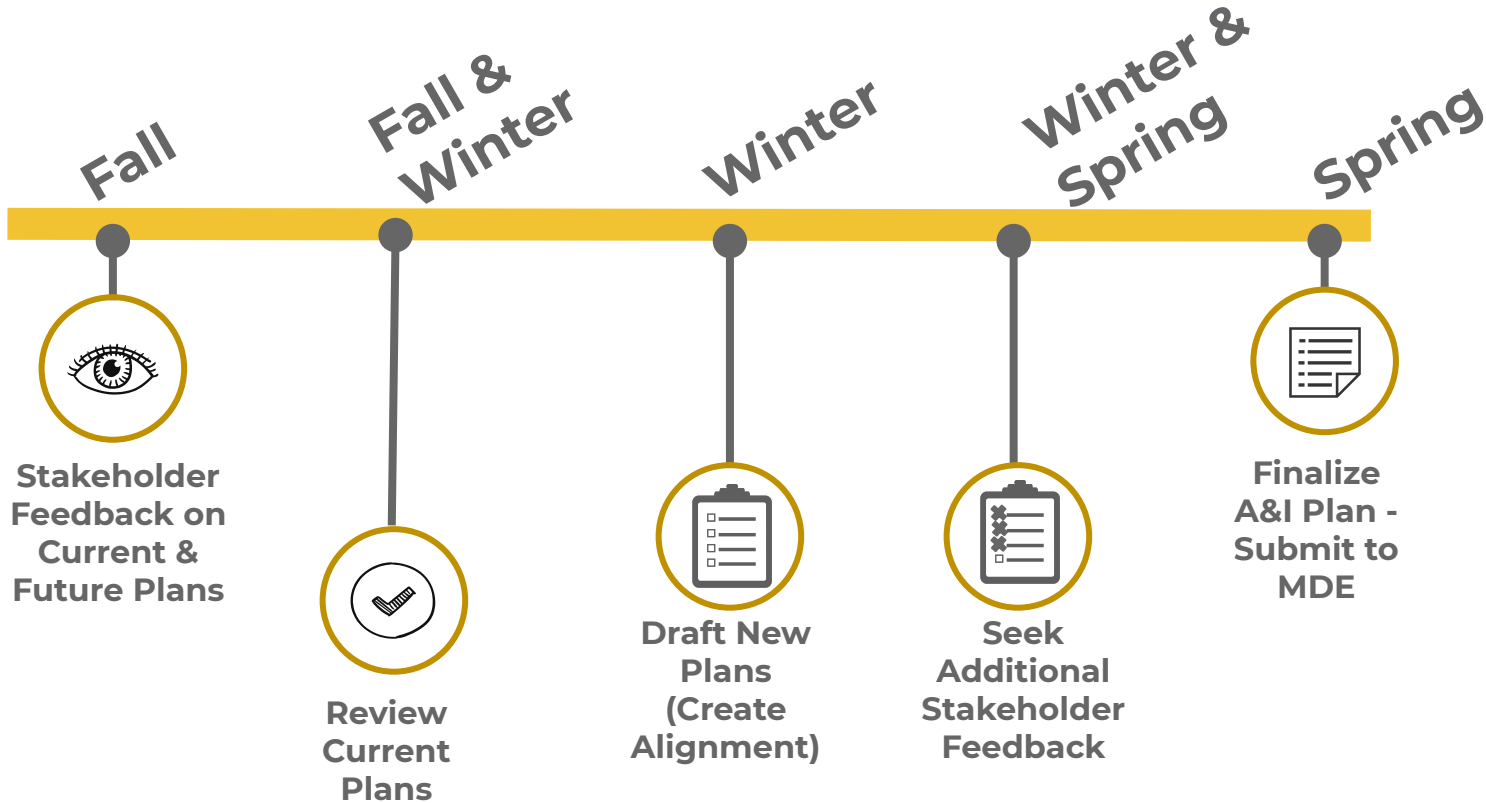 Fall
Fall &
Winter
Winter
Winter &
Spring
Spring
Stakeholder
Feedback on
Current &
Future Plans
Review
Current
Plans
Draft New
Plans
(Create
Alignment)
Seek
Additional
Stakeholder
Feedback
Finalize
A&I Plan -
Submit to
MDE